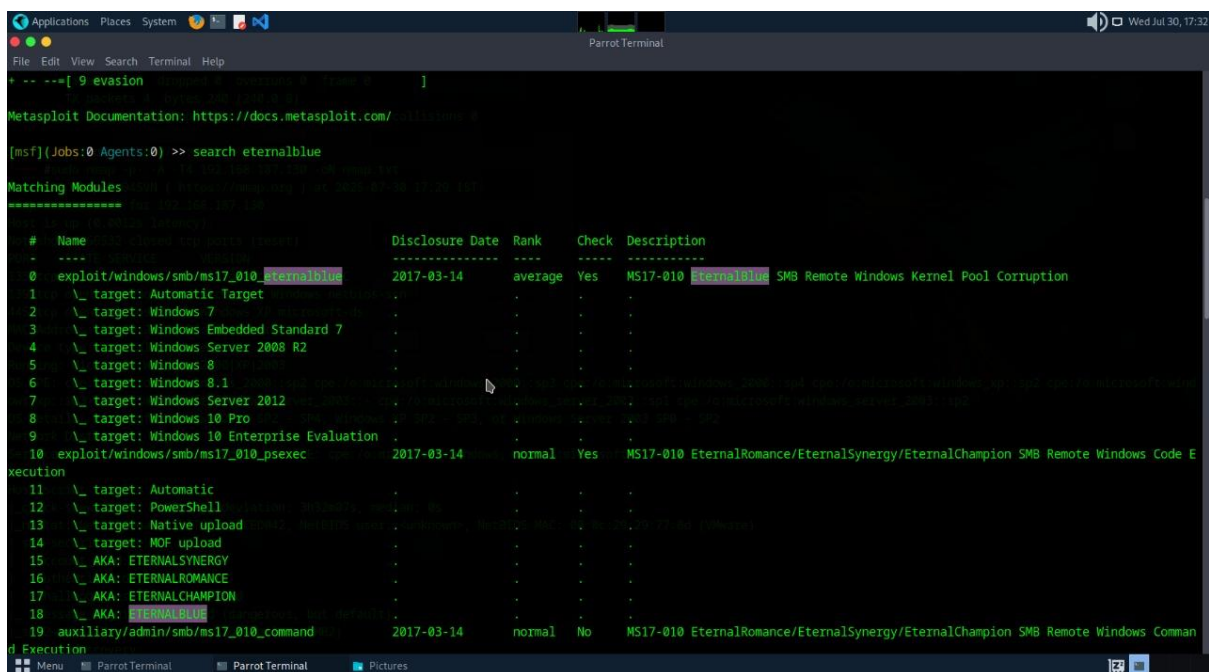 Applications Places System Wed Jul 30, 17:32
Parrot Terminal
File Edit View Search Terminal Help
+ -- --=[ 9 evasion ]
Metasploit Documentation: https://docs.metasploit.com/
[msf](Jobs:0 Agents:0) >> search eternalblue
Matching Modules
================
# Name Disclosure Date Rank Check Description
- ---- --------------- ---- ----- -----------
0 exploit/windows/smb/ms17_010_eternalblue 2017-03-14 average Yes MS17-010 EternalBlue SMB Remote Windows Kernel Pool Corruption
1 \_ target: Automatic Target . . . .
2 \_ target: Windows 7 . . . .
3 \_ target: Windows Embedded Standard 7 . . . .
4 \_ target: Windows Server 2008 R2 . . . .
5 \_ target: Windows 8 . . . .
6 \_ target: Windows 8.1 . . . .
7 \_ target: Windows Server 2012 . . . .
8 \_ target: Windows 10 Pro . . . .
9 \_ target: Windows 10 Enterprise Evaluation . . . .
10 exploit/windows/smb/ms17_010_psexec 2017-03-14 normal Yes MS17-010 EternalRomance/EternalSynergy/EternalChampion SMB Remote Windows Code E
xecution
11 \_ target: Automatic . . . .
12 \_ target: PowerShell . . . .
13 \_ target: Native upload . . . .
14 \_ target: MOF upload . . . .
15 \_ AKA: ETERNALSYNERGY . . . .
16 \_ AKA: ETERNALROMANCE . . . .
17 \_ AKA: ETERNALCHAMPION . . . .
18 \_ AKA: ETERNALBLUE . . . .
19 auxiliary/admin/smb/ms17_010_command 2017-03-14 normal No MS17-010 EternalRomance/EternalSynergy/EternalChampion SMB Remote Windows Comman
d Execution
Menu Parrot Terminal Parrot Terminal Pictures